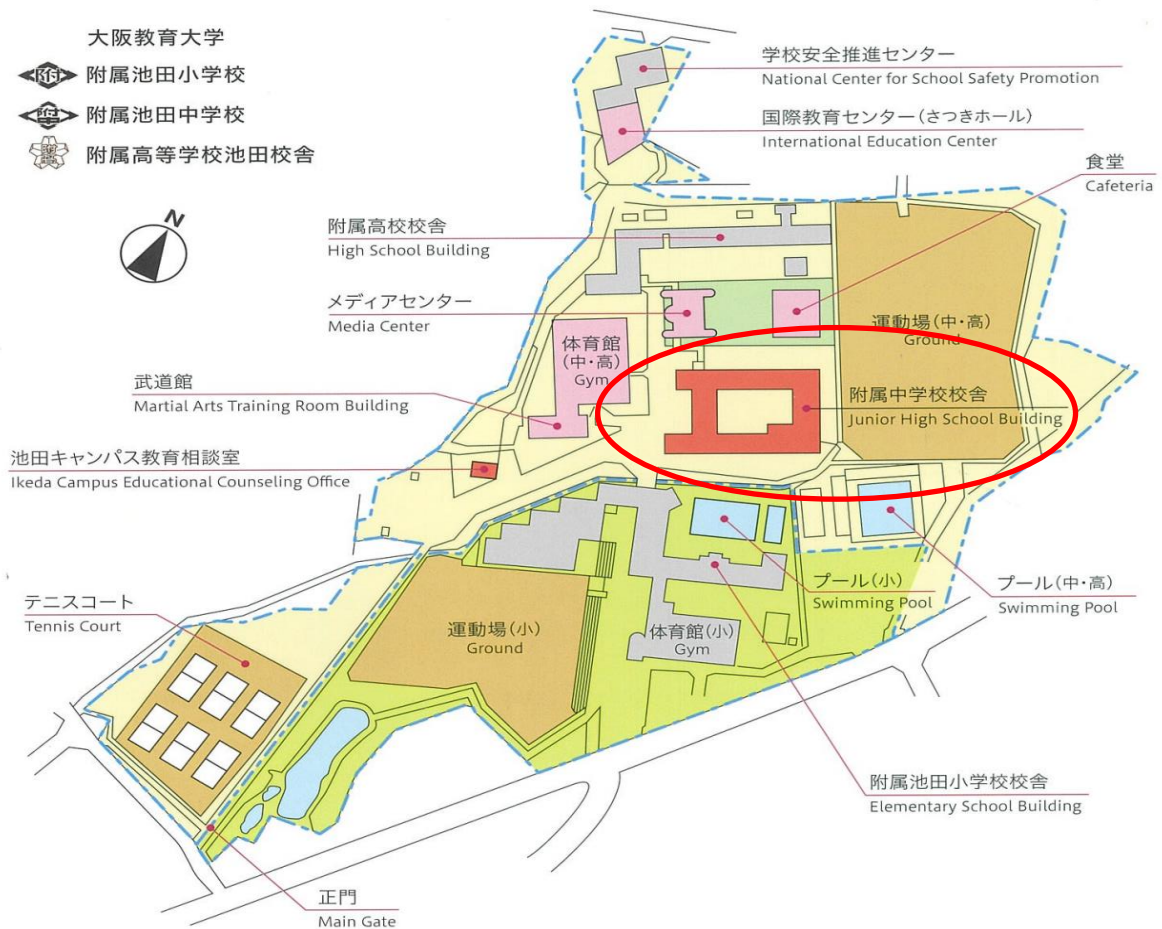 大阪教育大学
附属池田小学校
附属池田中学校
附属高等学校池田校舎
N
学校安全推進センター
National Center for School Safety Promotion
国際教育センター(さつきホール)
International Education Center
食堂
Cafeteria
附属高校校舎
High School Building
メディアセンター
Media Center
体育館
(中・高)
Gym
運動場(中・高)
Ground
武道館
Martial Arts Training Room Building
附属中学校校舎
Junior High School Building
池田キャンパス教育相談室
Ikeda Campus Educational Counseling Office
プール(小)
Swimming Pool
プール(中・高)
Swimming Pool
テニスコート
Tennis Court
運動場(小)
Ground
体育館(小)
Gym
附属池田小学校校舎
Elementary School Building
正門
Main Gate